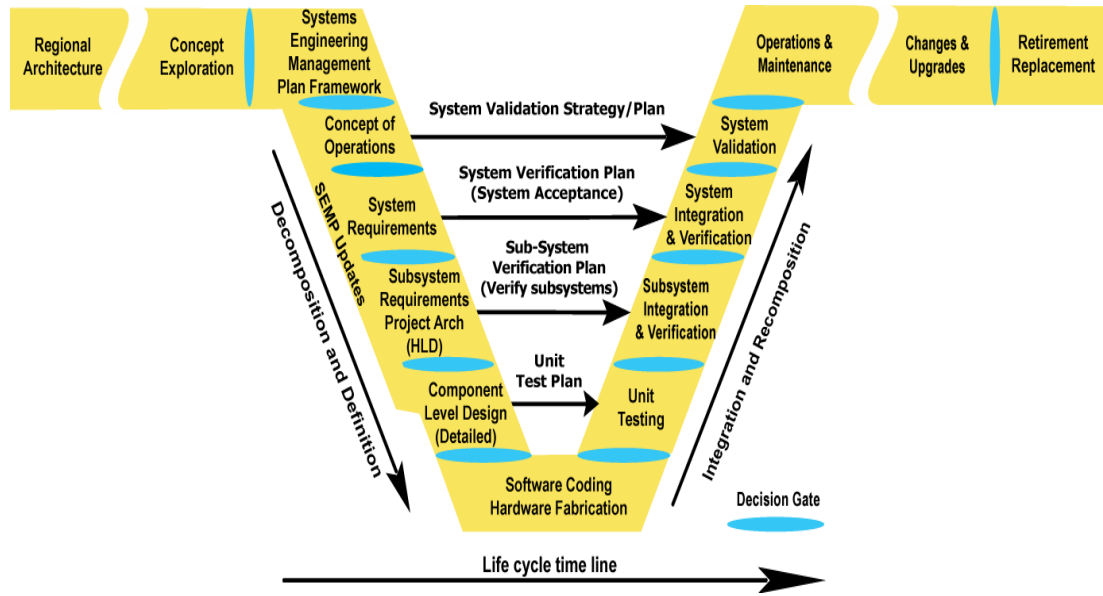 Regional
Architecture
Concept
Exploration
Systems
Engineering
Management
Plan Framework
Concept of
Operations
System
Requirements
Subsystem
Requirements
Project Arch
(HLD)
Component
Level Design
(Detailed)
SEMP Updates
Decomposition and Definition
System Validation Strategy/Plan
System Verification Plan
(System Acceptance)
Sub-System
Verification Plan
(Verify subsystems)
Unit
Test Plan
Software Coding
Hardware Fabrication
Operations &
Maintenance
Changes &
Upgrades
Retirement
Replacement
System
Validation
System
Integration
& Verification
Subsystem
Integration
& Verification
Unit
Testing
Integration and Recomposition
Decision Gate
Life cycle time line